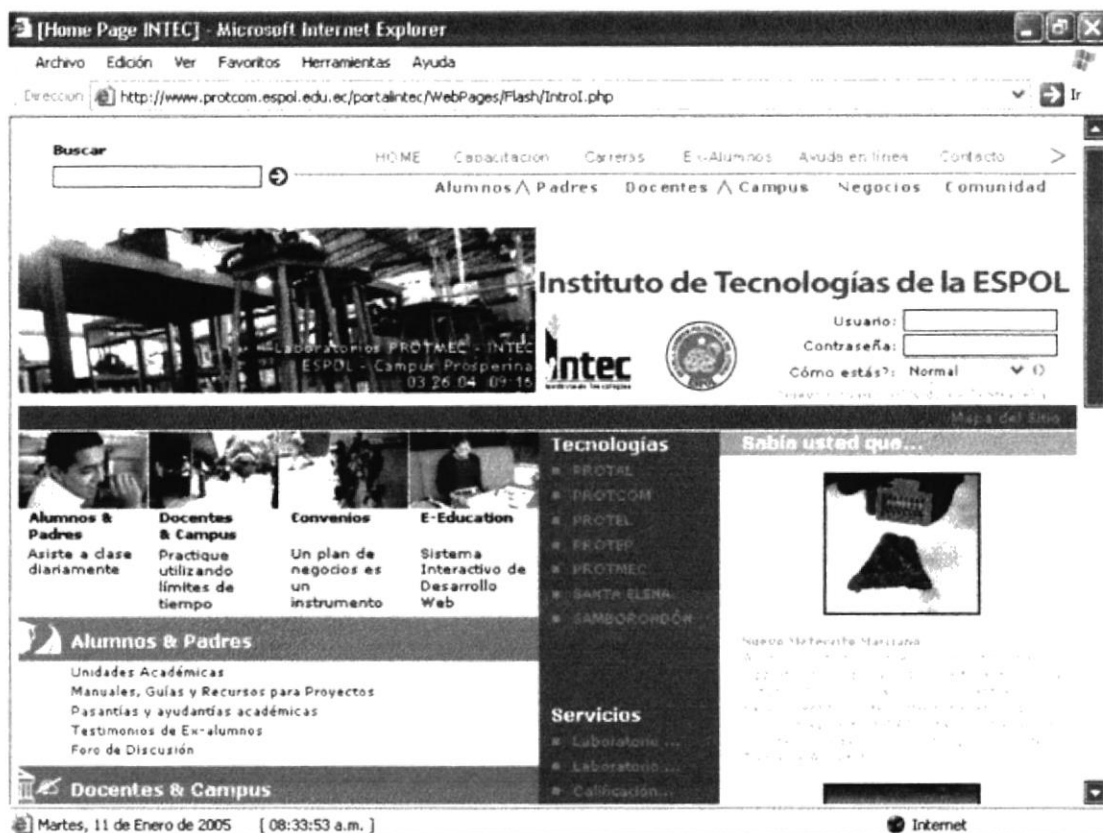 [Home Page INTEC] - Microsoft Internet Explorer
Archivo Edición Ver Favoritos Herramientas Ayuda
Dirección http://www.protcom.espol.edu.ec/portalintec/WebPages/Flash/IntroI.php Ir
Buscar
HOME Capacitacion Carreras Ex-Alumnos Ayuda en línea Contacto >
Alumnos /\ Padres Docentes /\ Campus Negocios Comunidad
Instituto de Tecnologías de la ESPOL
Laboratorios PROTMEC - INTEC
ESPOL - Campus Prosperina
03.26.04 09:16
intec
ESPOL
Usuario:
Contraseña:
Cómo estás?: Normal
Mapa del Sitio
Alumnos & Padres
Asiste a clase diariamente
Docentes & Campus
Practique utilizando límites de tiempo
Convenios
Un plan de negocios es un instrumento
E-Education
Sistema Interactivo de Desarrollo Web
Alumnos & Padres
Unidades Académicas
Manuales, Guías y Recursos para Proyectos
Pasantías y ayudantías académicas
Testimonios de Ex-alumnos
Foro de Discusión
Docentes & Campus
Tecnologías
PROTAL
PROTCOM
PROTEL
PROTEP
PROTMEC
SANTA ELENA
SAMBORONDÓN
Servicios
Laboratorio ...
Laboratorio ...
Calificación...
Sabía usted que...
Nuevo Meteorito Marciano
Martes, 11 de Enero de 2005 [ 08:33:53 a.m. ]
Internet